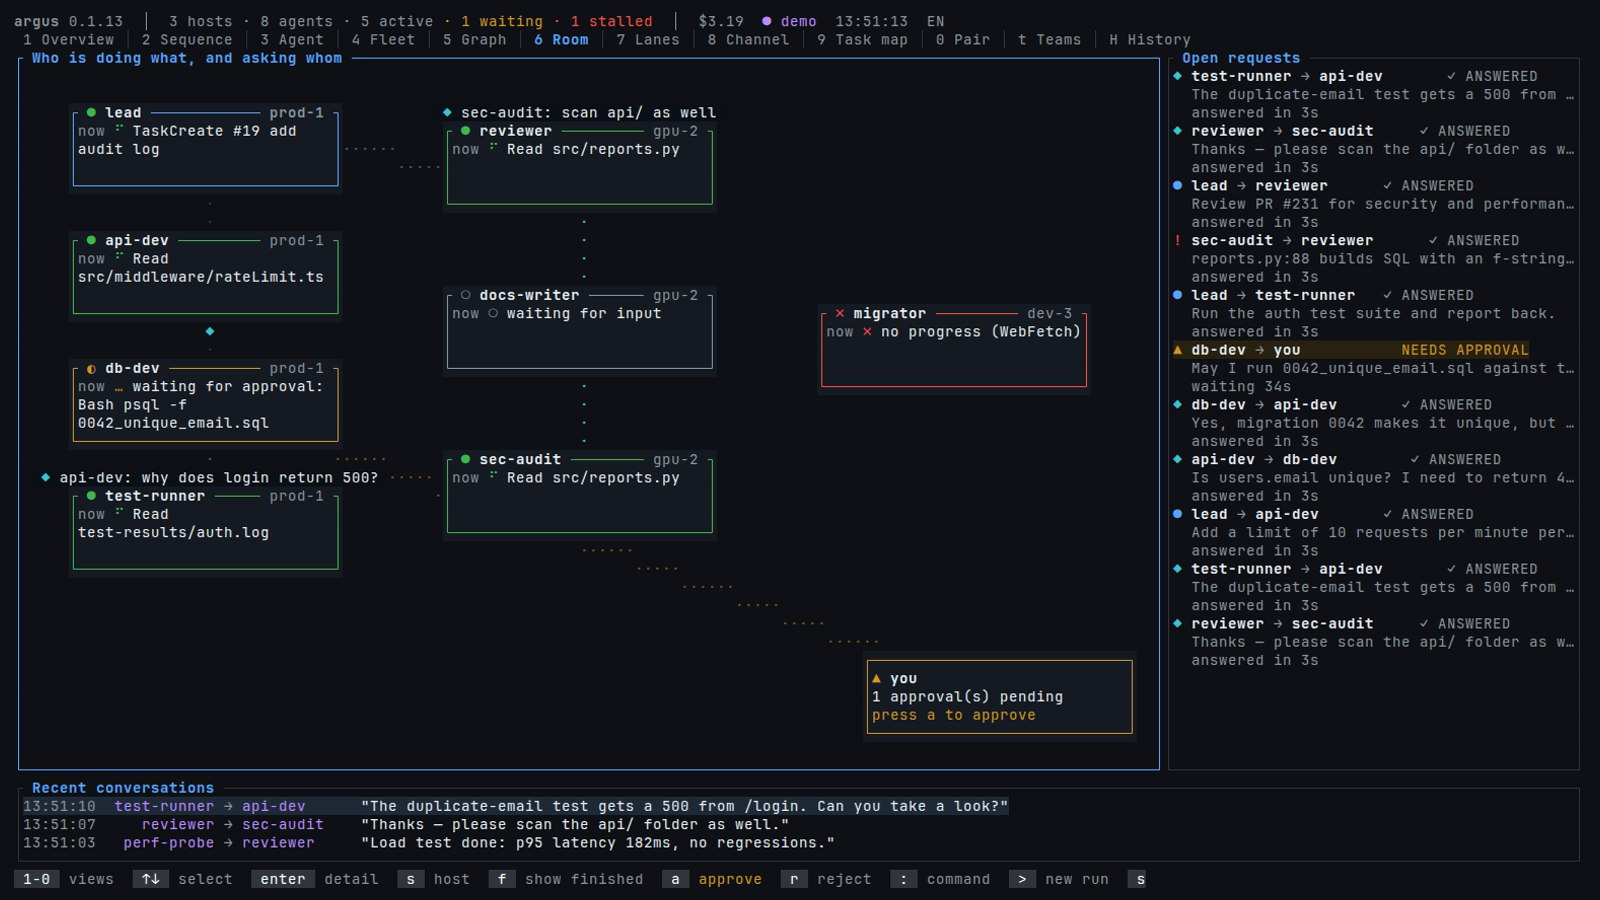 argus 0.1.13 │ 3 hosts · 8 agents · 5 active · 1 waiting · 1 stalled │ $3.19 ● demo 13:51:13 EN
1 Overview │ 2 Sequence │ 3 Agent │ 4 Fleet │ 5 Graph │ 6 Room │ 7 Lanes │ 8 Channel │ 9 Task map │ 0 Pair │ t Teams │ H History
Who is doing what, and asking whom
● lead prod-1
now ⠋ TaskCreate #19 add
audit log
● api-dev prod-1
now ⠋ Read
src/middleware/rateLimit.ts
◐ db-dev prod-1
now … waiting for approval:
Bash psql -f
0042_unique_email.sql
◆ api-dev: why does login return 500?
● test-runner prod-1
now ⠋ Read
test-results/auth.log
◆ sec-audit: scan api/ as well
● reviewer gpu-2
now ⠋ Read src/reports.py
○ docs-writer gpu-2
now ○ waiting for input
● sec-audit gpu-2
now ⠋ Read src/reports.py
✕ migrator dev-3
now ✕ no progress (WebFetch)
▲ you
1 approval(s) pending
press a to approve
Open requests
◆ test-runner → api-dev ✓ ANSWERED
The duplicate-email test gets a 500 from …
answered in 3s
◆ reviewer → sec-audit ✓ ANSWERED
Thanks — please scan the api/ folder as w…
answered in 3s
● lead → reviewer ✓ ANSWERED
Review PR #231 for security and performan…
answered in 3s
! sec-audit → reviewer ✓ ANSWERED
reports.py:88 builds SQL with an f-string…
answered in 3s
● lead → test-runner ✓ ANSWERED
Run the auth test suite and report back.
answered in 3s
▲ db-dev → you NEEDS APPROVAL
May I run 0042_unique_email.sql against t…
waiting 34s
◆ db-dev → api-dev ✓ ANSWERED
Yes, migration 0042 makes it unique, but …
answered in 3s
◆ api-dev → db-dev ✓ ANSWERED
Is users.email unique? I need to return 4…
answered in 3s
● lead → api-dev ✓ ANSWERED
Add a limit of 10 requests per minute per…
answered in 3s
◆ test-runner → api-dev ✓ ANSWERED
The duplicate-email test gets a 500 from …
answered in 3s
◆ reviewer → sec-audit ✓ ANSWERED
Thanks — please scan the api/ folder as w…
answered in 3s
Recent conversations
13:51:10 test-runner → api-dev "The duplicate-email test gets a 500 from /login. Can you take a look?"
13:51:07 reviewer → sec-audit "Thanks — please scan the api/ folder as well."
13:51:03 perf-probe → reviewer "Load test done: p95 latency 182ms, no regressions."
1-0 views ↑↓ select enter detail s host f show finished a approve r reject : command > new run s